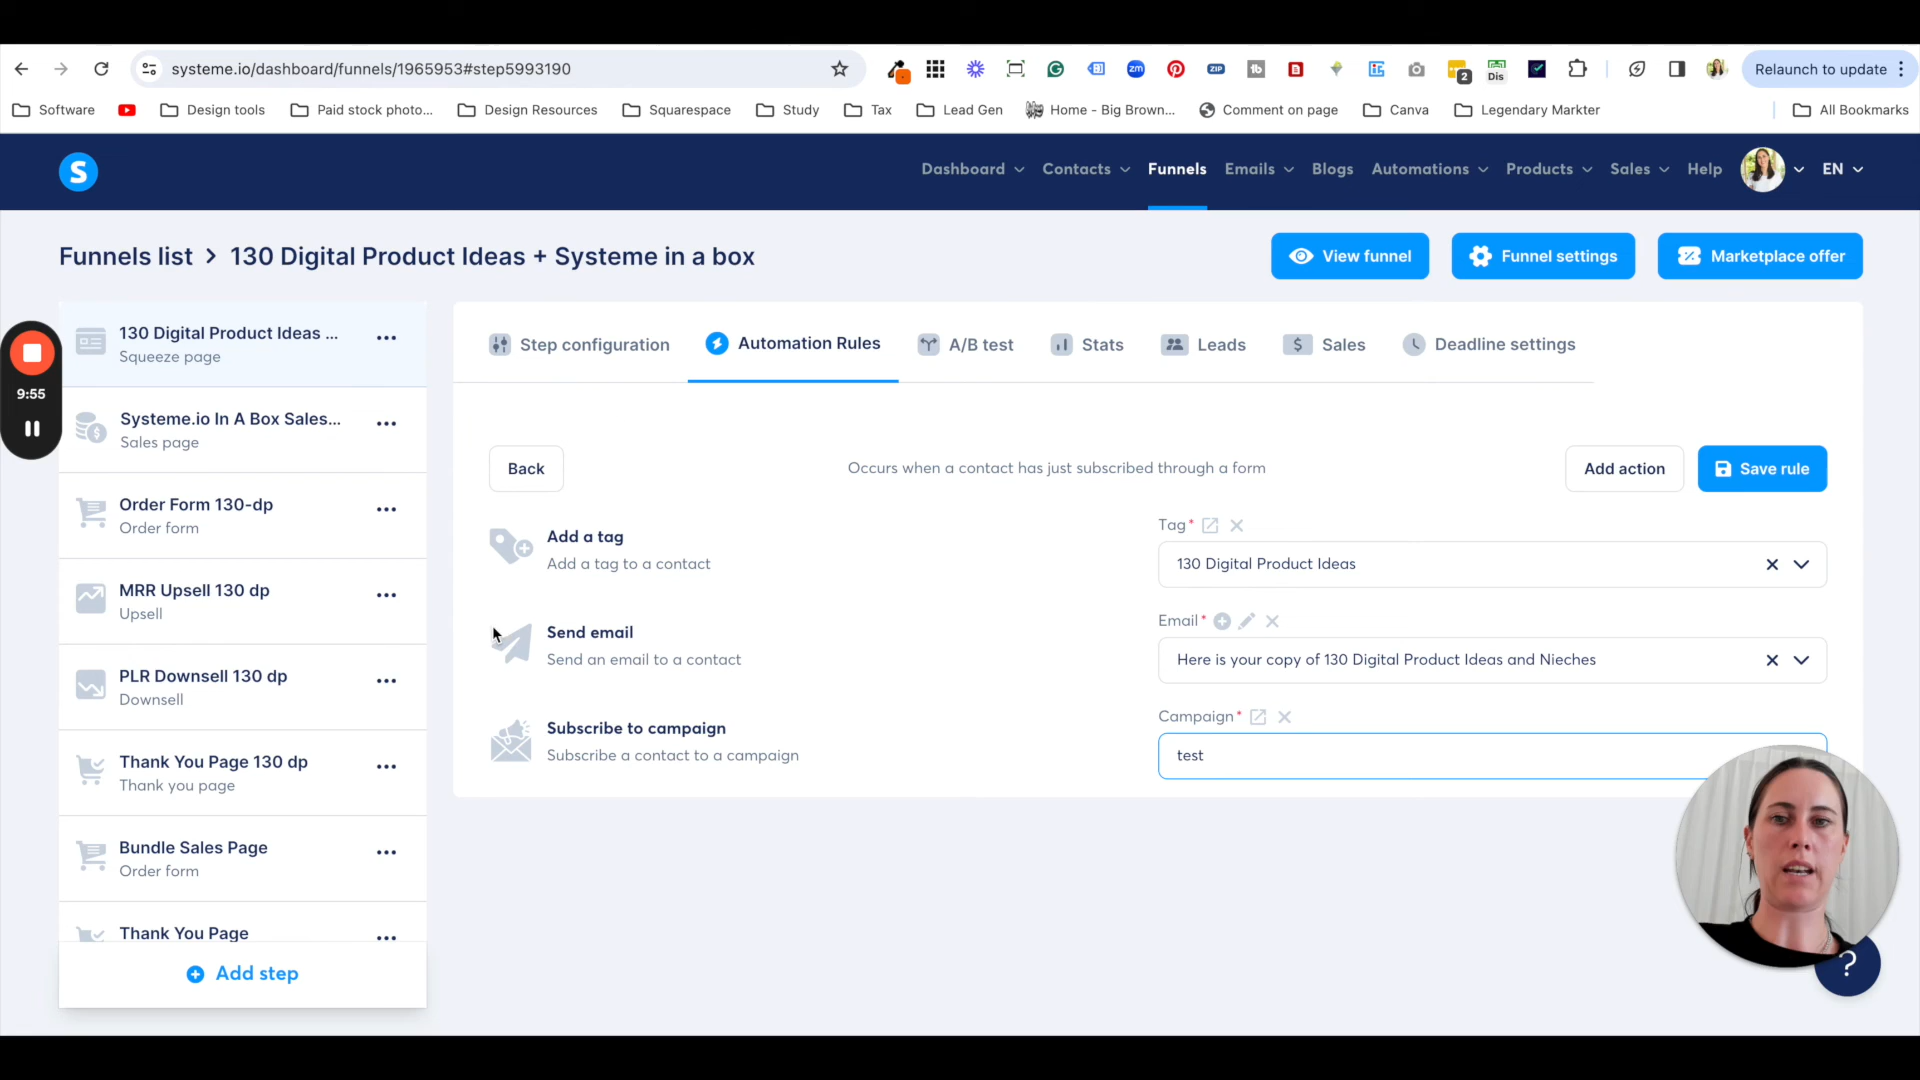 systeme.io/dashboard/funnels/1965953#step5993190
Relaunch to update
Software
Design tools
Paid stock photo...
Design Resources
Squarespace
Study
Tax
Lead Gen
Home - Big Brown...
Comment on page
Canva
Legendary Markter
All Bookmarks
S
Dashboard
Contacts
Funnels
Emails
Blogs
Automations
Products
Sales
Help
EN
Funnels list > 130 Digital Product Ideas + Systeme in a box
View funnel
Funnel settings
Marketplace offer
9:55
130 Digital Product Ideas ...
Squeeze page
Systeme.io In A Box Sales...
Sales page
Order Form 130-dp
Order form
MRR Upsell 130 dp
Upsell
PLR Downsell 130 dp
Downsell
Thank You Page 130 dp
Thank you page
Bundle Sales Page
Order form
Thank You Page
Add step
Step configuration
Automation Rules
A/B test
Stats
Leads
Sales
Deadline settings
Back
Occurs when a contact has just subscribed through a form
Add action
Save rule
Add a tag
Add a tag to a contact
Tag*
130 Digital Product Ideas
Send email
Send an email to a contact
Email*
Here is your copy of 130 Digital Product Ideas and Nieches
Subscribe to campaign
Subscribe a contact to a campaign
Campaign*
test
?